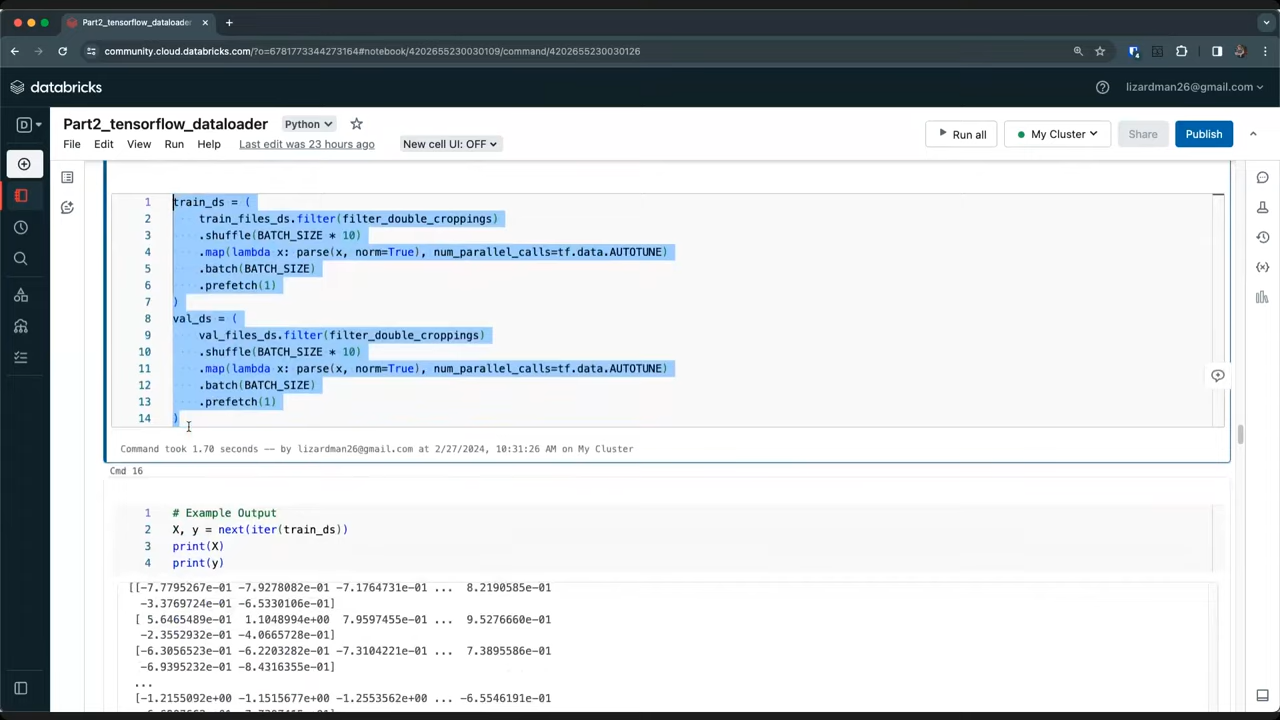 Part2_tensorflow_dataloader
community.cloud.databricks.com/?o=6781773344273164#notebook/4202655230030109/command/4202655230030126
databricks
lizardman26@gmail.com
D
Part2_tensorflow_dataloader Python
Run all My Cluster Share Publish
File Edit View Run Help Last edit was 23 hours ago New cell UI: OFF
1 train_ds = (
2 train_files_ds.filter(filter_double_croppings)
3 .shuffle(BATCH_SIZE * 10)
4 .map(lambda x: parse(x, norm=True), num_parallel_calls=tf.data.AUTOTUNE)
5 .batch(BATCH_SIZE)
6 .prefetch(1)
7 )
8 val_ds = (
9 val_files_ds.filter(filter_double_croppings)
10 .shuffle(BATCH_SIZE * 10)
11 .map(lambda x: parse(x, norm=True), num_parallel_calls=tf.data.AUTOTUNE)
12 .batch(BATCH_SIZE)
13 .prefetch(1)
14 )
Command took 1.70 seconds -- by lizardman26@gmail.com at 2/27/2024, 10:31:26 AM on My Cluster
Cmd 16
1 # Example Output
2 X, y = next(iter(train_ds))
3 print(X)
4 print(y)
[[-7.7795267e-01 -7.9278082e-01 -7.1764731e-01 ... 8.2190585e-01
-3.3769724e-01 -6.5330106e-01]
[ 5.6465489e-01 1.1048994e+00 7.9597455e-01 ... 9.5276660e-01
-2.3552932e-01 -4.0665728e-01]
[-6.3056523e-01 -6.2203282e-01 -7.3104221e-01 ... 7.3895586e-01
-6.9395232e-01 -8.4316355e-01]
...
[-1.2155092e+00 -1.1515677e+00 -1.2553562e+00 ... -6.5546191e-01